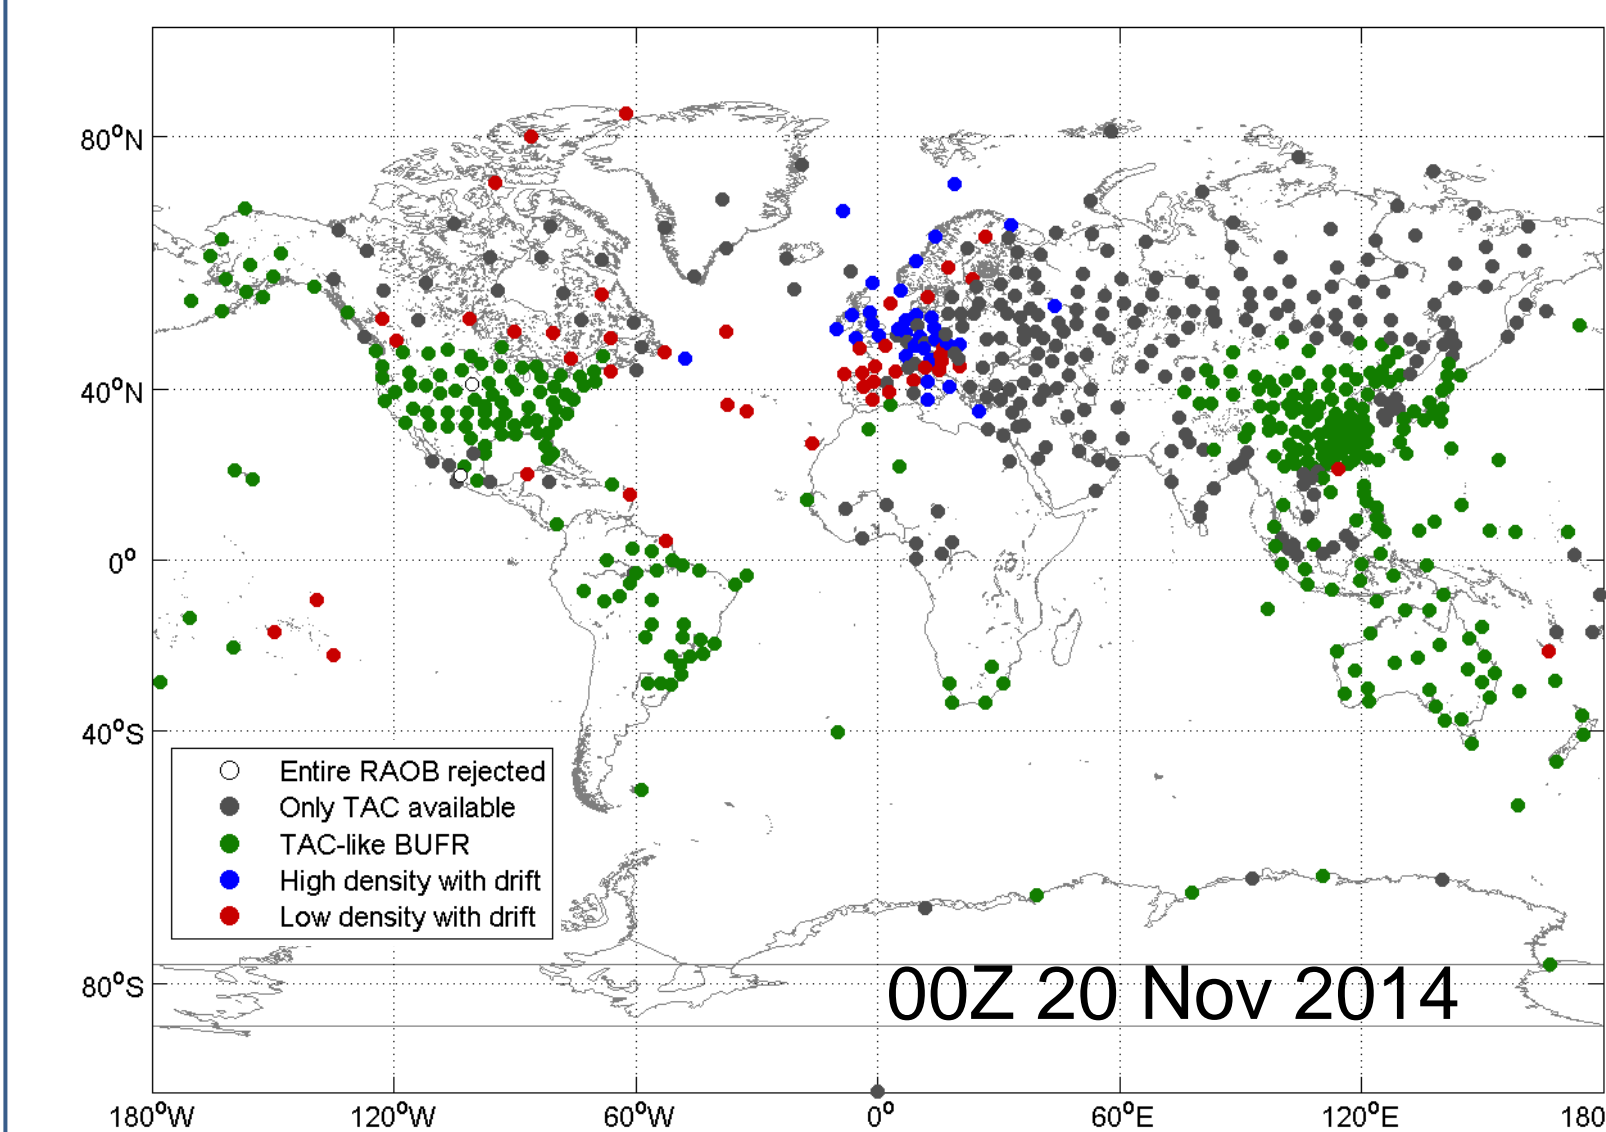 80°N
40°N
0°
40°S
Entire RAOB rejected
Only TAC available
TAC-like BUFR
High density with drift
Low density with drift
80°S
00Z 20 Nov 2014
180°W 120°W 60°W 0° 60°E 120°E 180